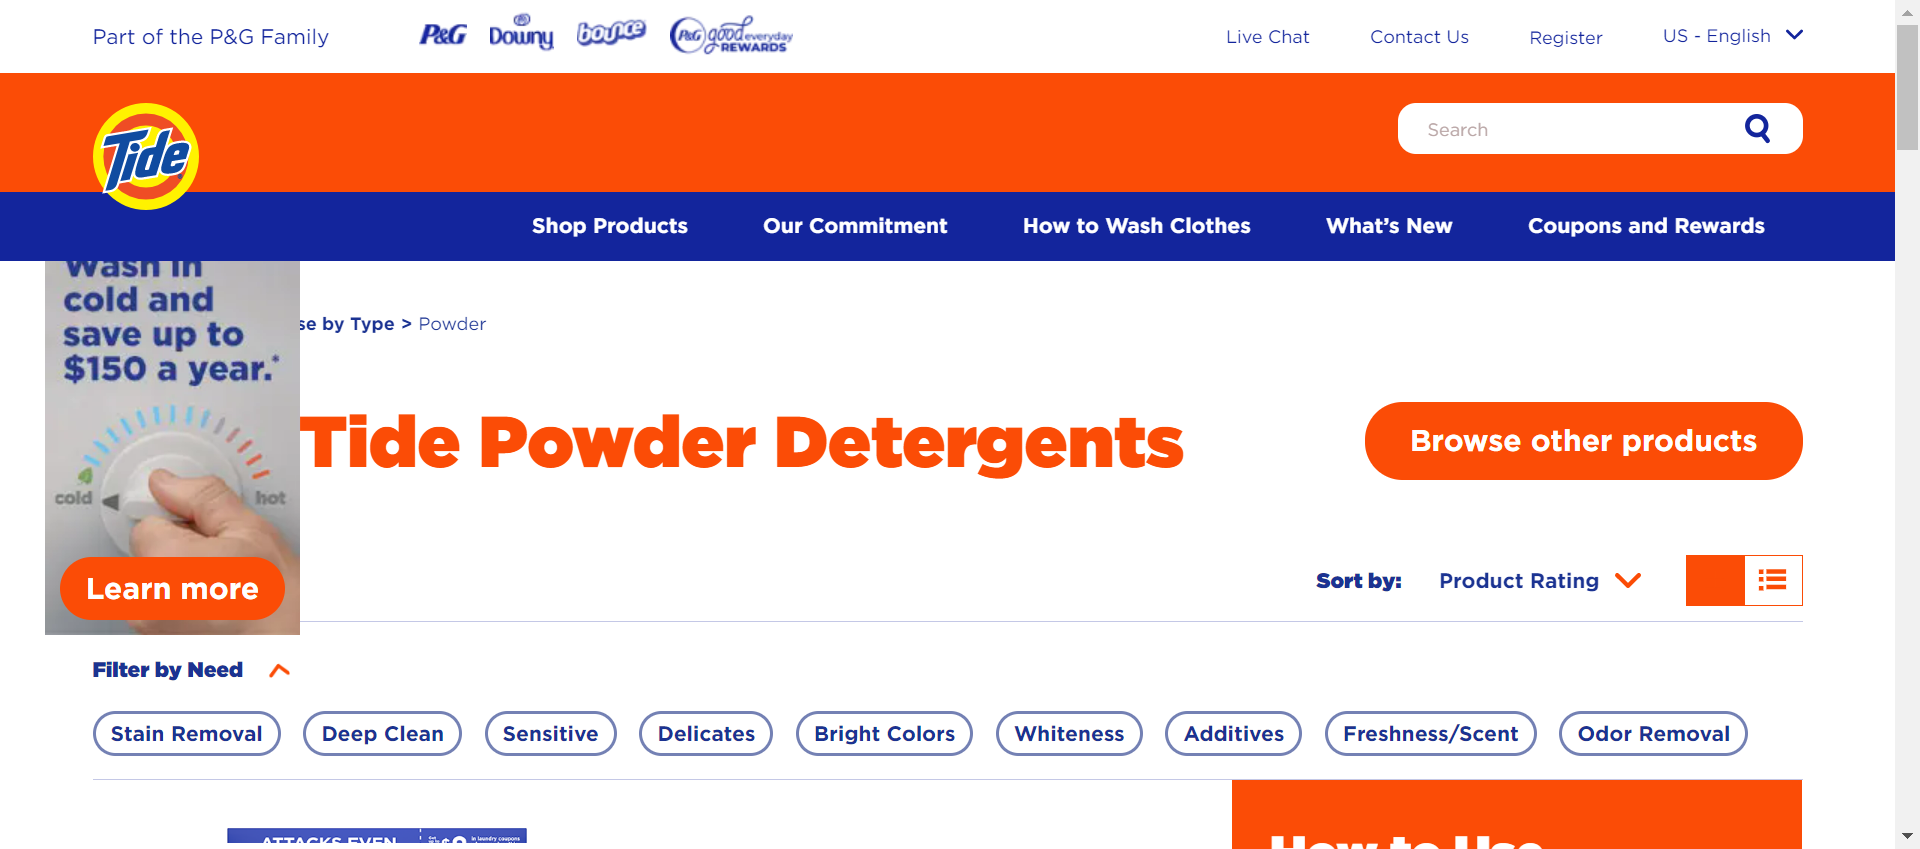 Part of the P&G Family
P&G
Downy
bounce
P&G good everyday REWARDS
Live Chat
Contact Us
Register
US - English
Tide
Search
Shop Products
Our Commitment
How to Wash Clothes
What's New
Coupons and Rewards
Wash in
cold and
save up to
$150 a year.*
cold
hot
Learn more
se by Type > Powder
Tide Powder Detergents
Browse other products
Sort by:
Product Rating
Filter by Need
Stain Removal
Deep Clean
Sensitive
Delicates
Bright Colors
Whiteness
Additives
Freshness/Scent
Odor Removal
ATTACKS EVEN
in laundry coupons
How to Use